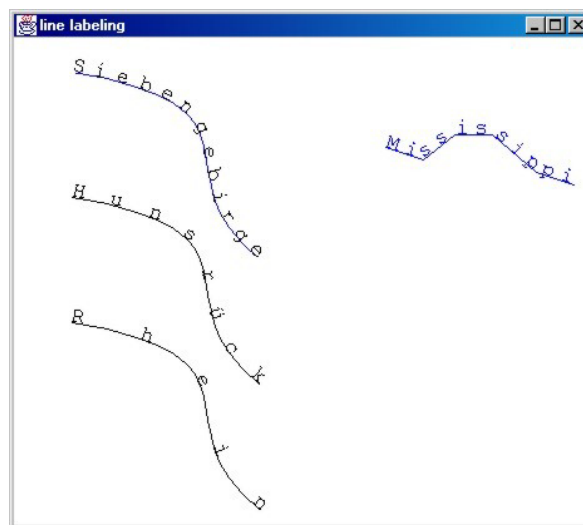 line labeling
Siebengebirge
Mississippi
Hunsrück
Rhein